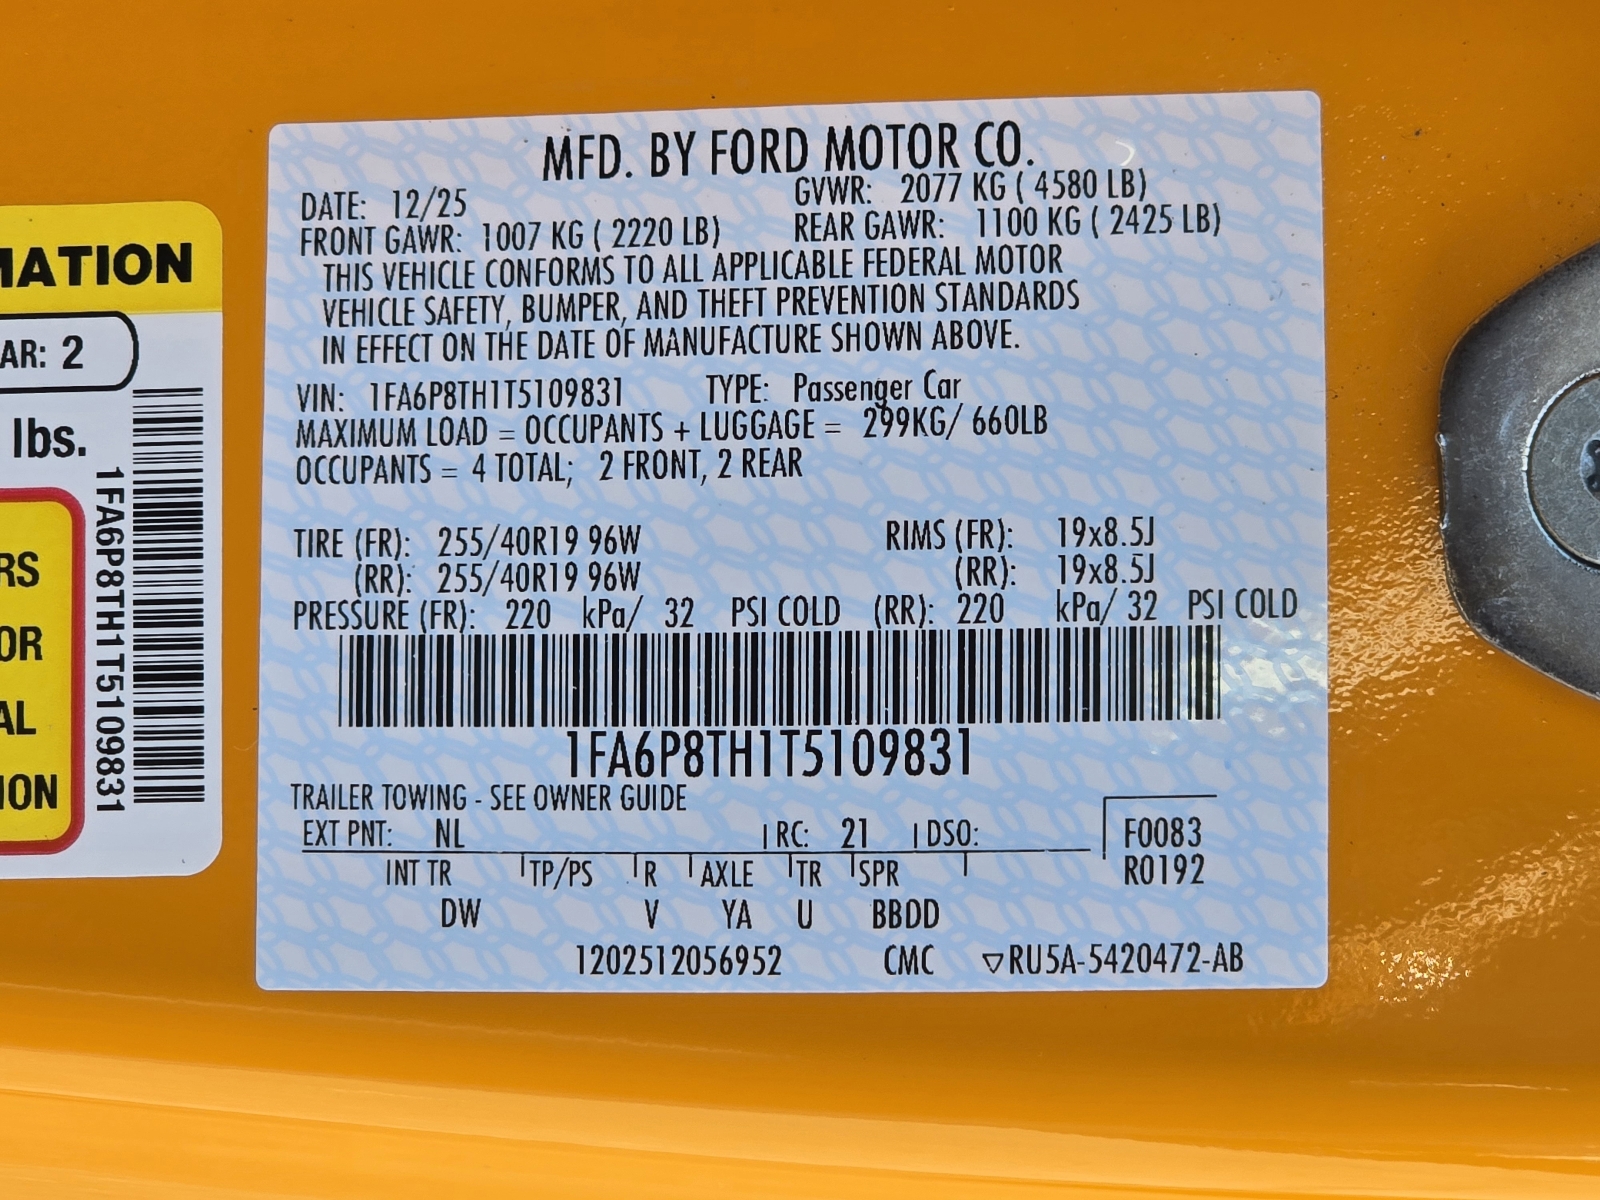 MATION
AR: 2
lbs.
RS
OR
AL
ION
1FA6P8TH1T5109831
MFD. BY FORD MOTOR CO.
DATE: 12/25 GVWR: 2077 KG ( 4580 LB)
FRONT GAWR: 1007 KG ( 2220 LB) REAR GAWR: 1100 KG ( 2425 LB)
THIS VEHICLE CONFORMS TO ALL APPLICABLE FEDERAL MOTOR
VEHICLE SAFETY, BUMPER, AND THEFT PREVENTION STANDARDS
IN EFFECT ON THE DATE OF MANUFACTURE SHOWN ABOVE.
VIN: 1FA6P8TH1T5109831 TYPE: Passenger Car
MAXIMUM LOAD = OCCUPANTS + LUGGAGE = 299KG/ 660LB
OCCUPANTS = 4 TOTAL; 2 FRONT, 2 REAR
TIRE (FR): 255/40R19 96W RIMS (FR): 19x8.5J
(RR): 255/40R19 96W (RR): 19x8.5J
PRESSURE (FR): 220 kPa/ 32 PSI COLD (RR): 220 kPa/ 32 PSI COLD
1FA6P8TH1T5109831
TRAILER TOWING - SEE OWNER GUIDE
EXT PNT: NL RC: 21 DSO: F0083
INT TR TP/PS R AXLE TR SPR R0192
DW V YA U BBDD
1202512056952 CMC ▽RU5A-5420472-AB